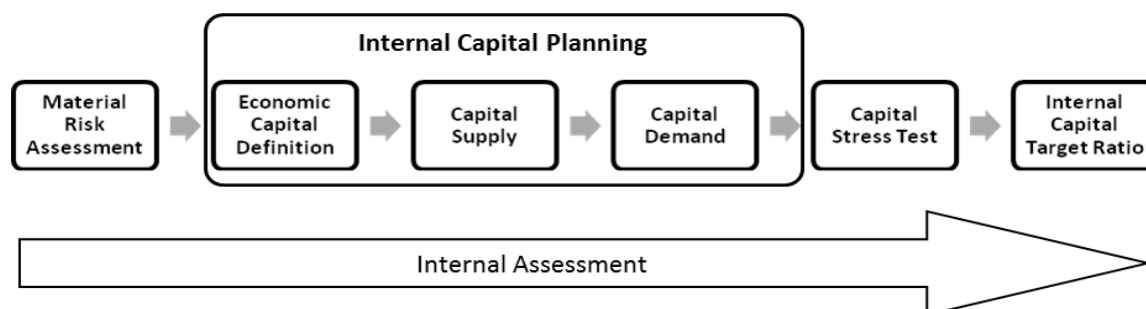 Internal Capital Planning
Material
Risk
Assessment
Economic
Capital
Definition
Capital
Supply
Capital
Demand
Capital
Stress Test
Internal
Capital
Target Ratio
Internal Assessment